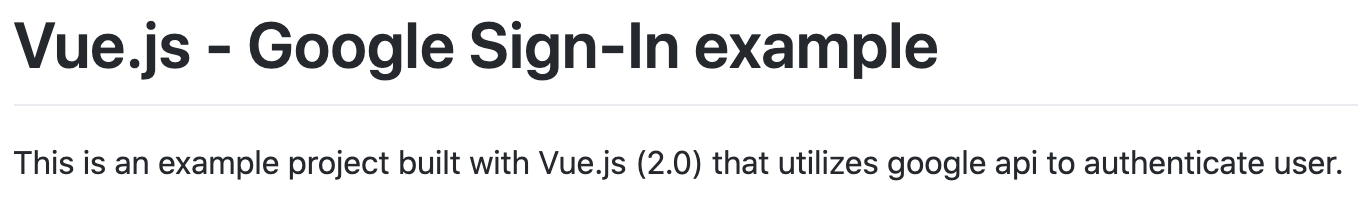 Vue.js - Google Sign-In example
This is an example project built with Vue.js (2.0) that utilizes google api to authenticate user.